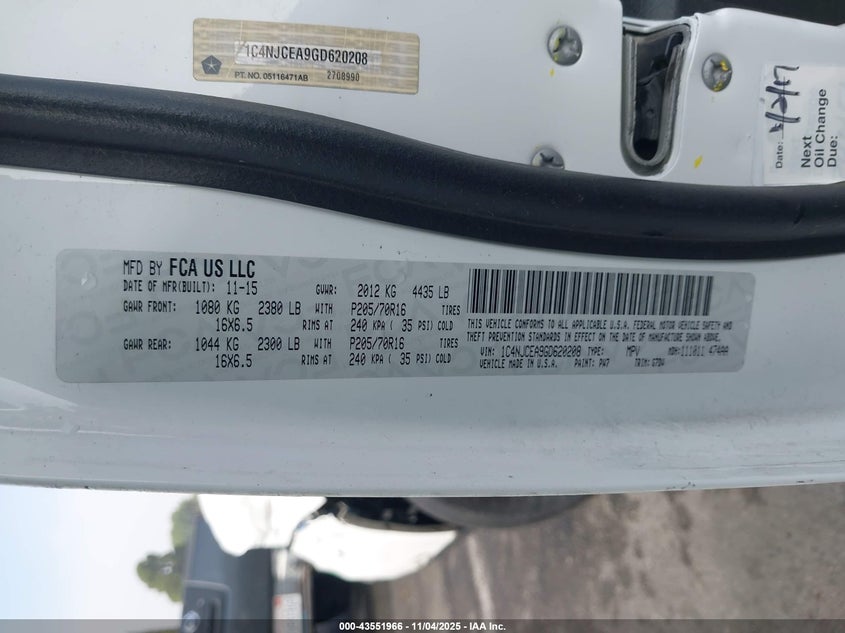 1C4NJCEA9GD620208
PT. NO. 05116471AB 2708990
Date:
Next
Oil Change
Due:
MFD BY FCA US LLC
DATE OF MFR(BUILT): 11-15 GVWR: 2012 KG 4435 LB
GAWR FRONT: 1080 KG 2380 LB WITH P205/70R16 TIRES
16X6.5 RIMS AT 240 KPA ( 35 PSI) COLD
GAWR REAR: 1044 KG 2300 LB WITH P205/70R16 TIRES
16X6.5 RIMS AT 240 KPA ( 35 PSI) COLD
THIS VEHICLE CONFORMS TO ALL APPLICABLE U.S.A. FEDERAL MOTOR VEHICLE SAFETY AND
THEFT PREVENTION STANDARDS IN EFFECT ON THE DATE OF MANUFACTURE SHOWN ABOVE.
VIN: 1C4NJCEA9GD620208 TYPE: MPV MDH: 111011 474AA
VEHICLE MADE IN U.S.A. PAINT: PW7 TRIM:
000-43551966 - 11/04/2025 - IAA Inc.